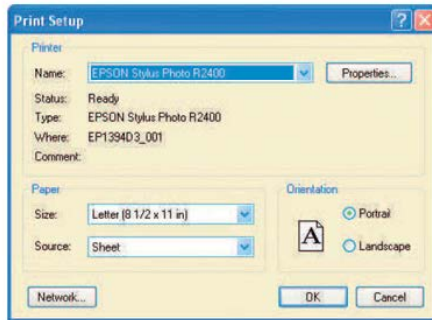 Print Setup
Printer
Name: EPSON Stylus Photo R2400 Properties...
Status: Ready
Type: EPSON Stylus Photo R2400
Where: EP1394D3_001
Comment:
Paper
Size: Letter (8 1/2 x 11 in)
Source: Sheet
Orientation
A
Portrait
Landscape
Network... OK Cancel